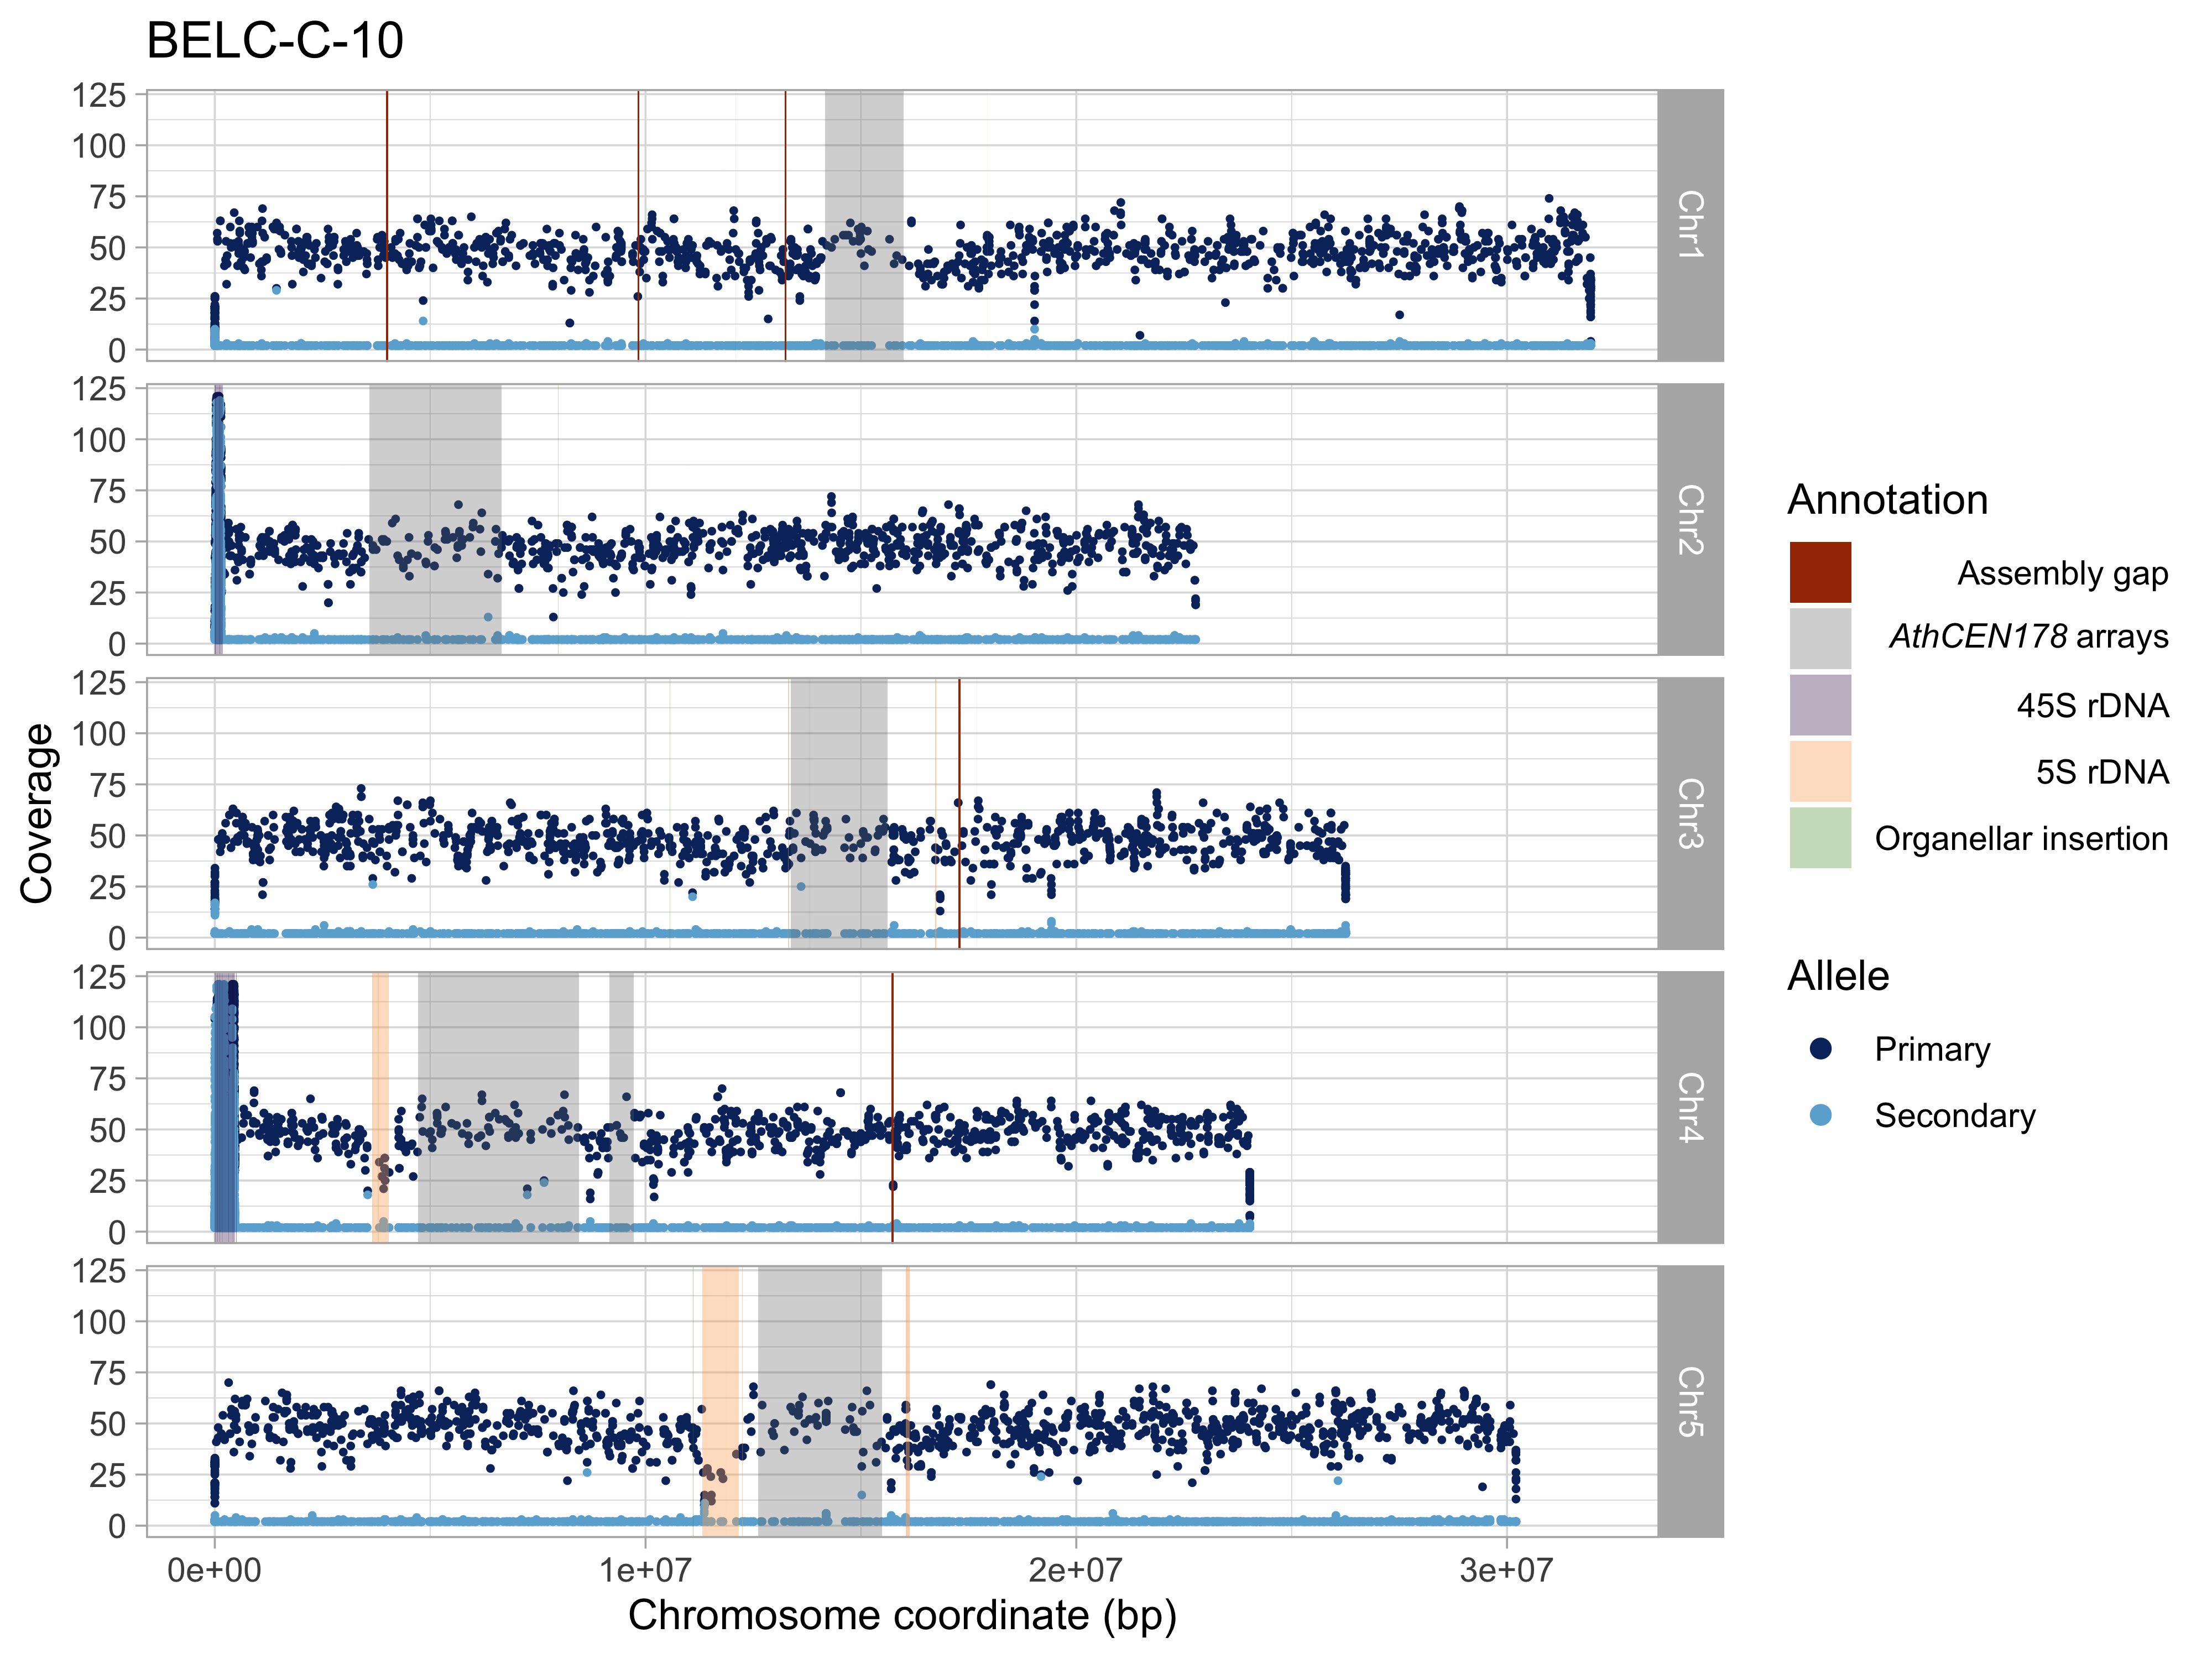 BELC-C-10
125
100
75
50
25
0
Chr1
125
100
75
50
25
0
Chr2
125
100
75
50
25
0
Chr3
125
100
75
50
25
0
Chr4
125
100
75
50
25
0
Chr5
Coverage
0e+00 1e+07 2e+07 3e+07
Chromosome coordinate (bp)
Annotation
Assembly gap
AthCEN178 arrays
45S rDNA
5S rDNA
Organellar insertion
Allele
Primary
Secondary